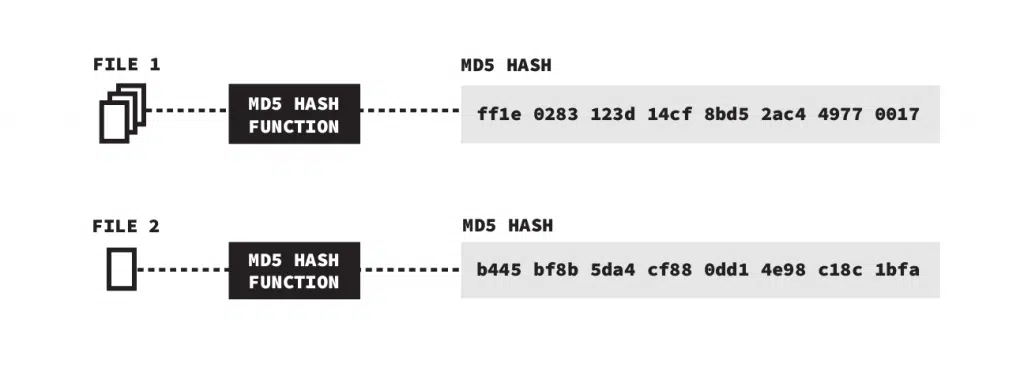 FILE 1
MD5 HASH
MD5 HASH
FUNCTION
ff1e 0283 123d 14cf 8bd5 2ac4 4977 0017
FILE 2
MD5 HASH
MD5 HASH
FUNCTION
b445 bf8b 5da4 cf88 0dd1 4e98 c18c 1bfa